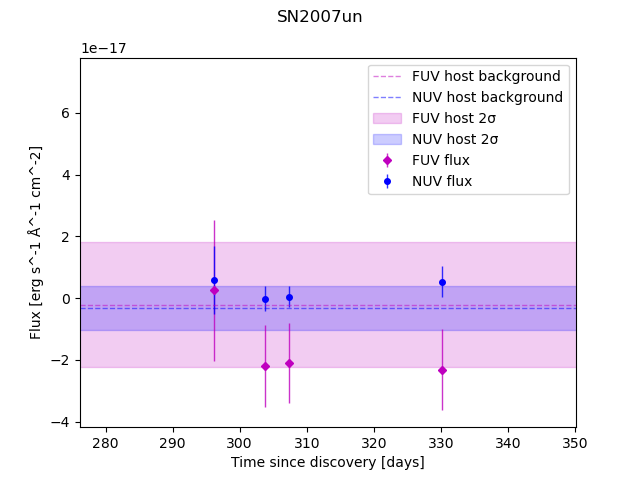 SN2007un
1e−17
FUV host background
NUV host background
FUV host 2σ
NUV host 2σ
FUV flux
NUV flux
6
4
2
0
−2
−4
Flux [erg s^-1 Å^-1 cm^-2]
280 290 300 310 320 330 340 350
Time since discovery [days]